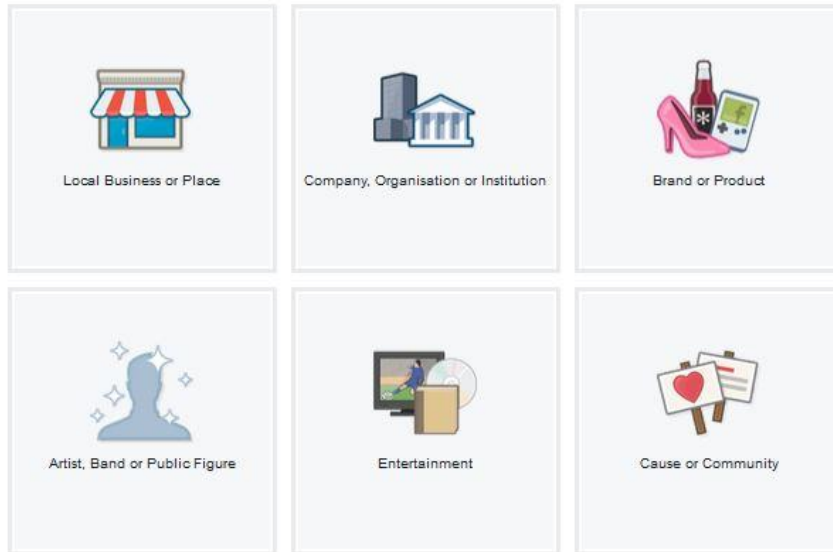 Local Business or Place
Company, Organisation or Institution
Brand or Product
Artist, Band or Public Figure
Entertainment
Cause or Community